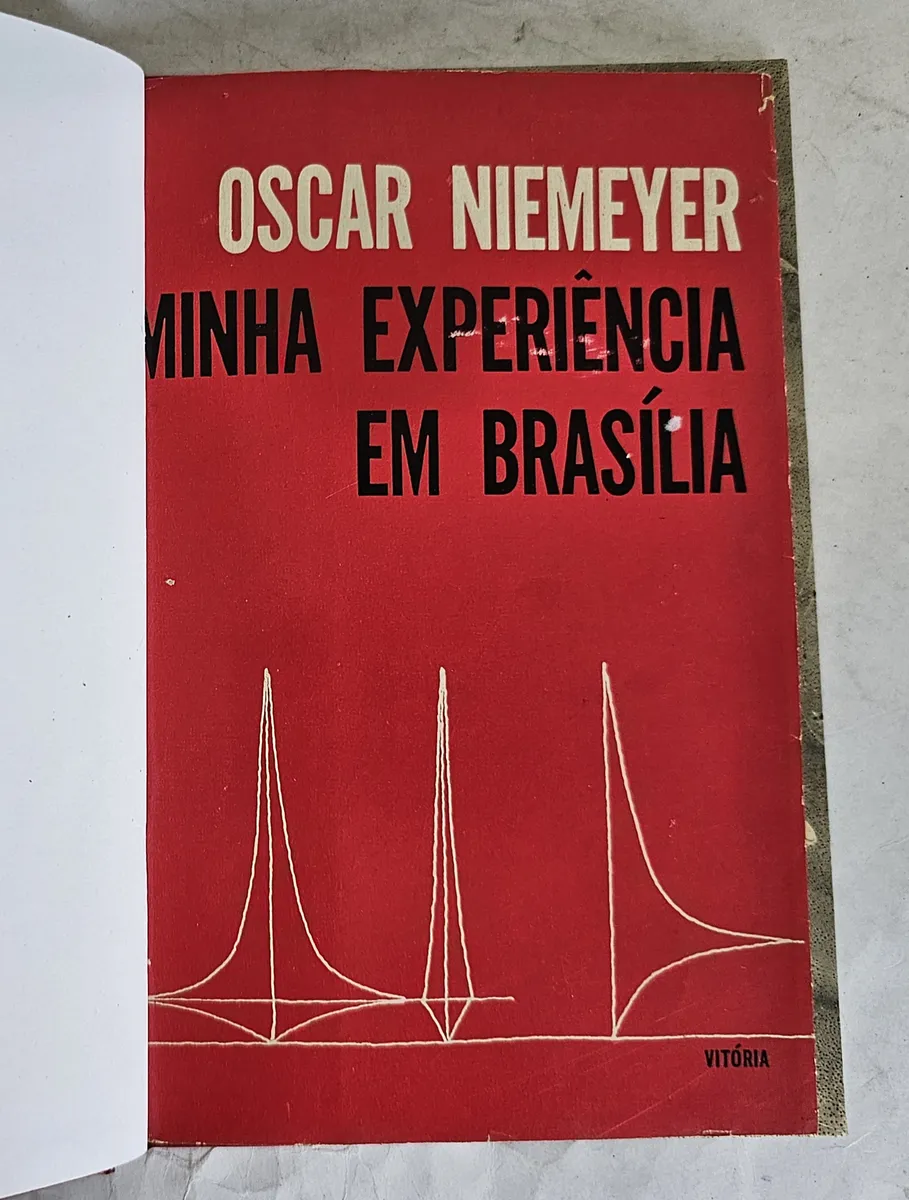 OSCAR NIEMEYER
MINHA EXPERIÊNCIA
EM BRASÍLIA
VITÓRIA